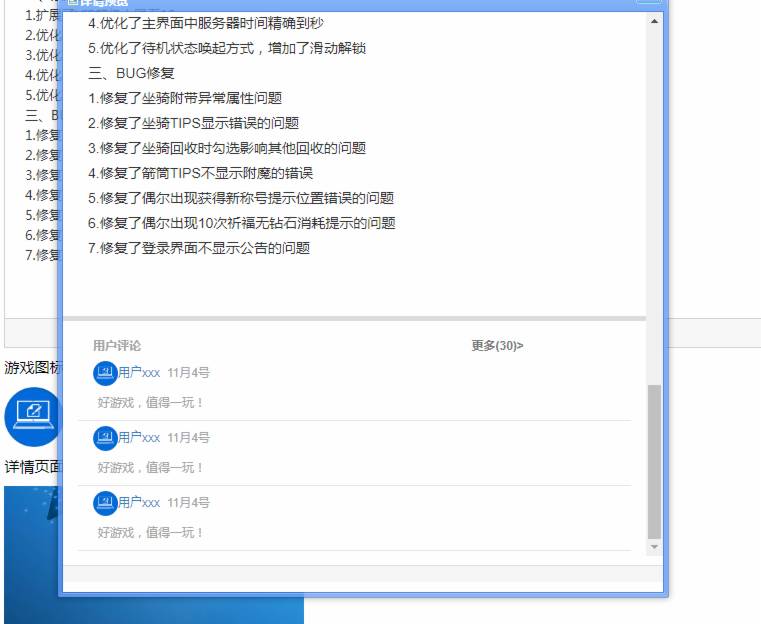 详情预览
4.优化了主界面中服务器时间精确到秒
5.优化了待机状态唤起方式，增加了滑动解锁
三、BUG修复
1.修复了坐骑附带异常属性问题
2.修复了坐骑TIPS显示错误的问题
3.修复了坐骑回收时勾选影响其他回收的问题
4.修复了箭筒TIPS不显示附魔的错误
5.修复了偶尔出现获得新称号提示位置错误的问题
6.修复了偶尔出现10次祈福无钻石消耗提示的问题
7.修复了登录界面不显示公告的问题
用户评论 更多(30)>
用户xxx 11月4号
好游戏，值得一玩！
用户xxx 11月4号
好游戏，值得一玩！
用户xxx 11月4号
好游戏，值得一玩！
1.扩展
2.优化
3.优化
4.优化
5.优化
三、B
1.修复
2.修复
3.修复
4.修复
5.修复
6.修复
7.修复
游戏图标
详情页面